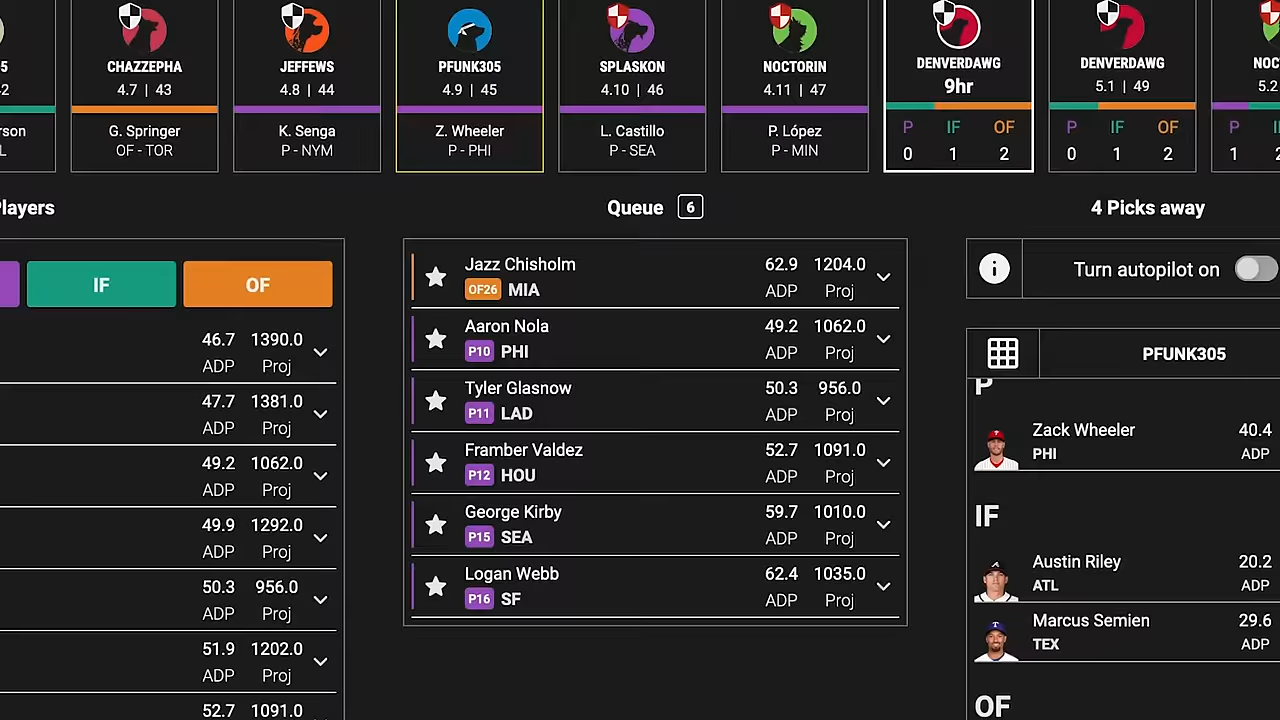 5
CHAZZEPHA
JEFFEWS
PFUNK305
SPLASKON
NOCTORIN
DENVERDAWG
DENVERDAWG
NOC
2
4.7 | 43
4.8 | 44
4.9 | 45
4.10 | 46
4.11 | 47
9hr
5.1 | 49
5.2
rson
G. Springer
K. Senga
Z. Wheeler
L. Castillo
P. López
P IF OF
P IF OF
P
L
OF - TOR
P - NYM
P - PHI
P - SEA
P - MIN
0 1 2
0 1 2
1
Players
Queue 6
4 Picks away
IF
OF
46.7 1390.0
ADP Proj
47.7 1381.0
ADP Proj
49.2 1062.0
ADP Proj
49.9 1292.0
ADP Proj
50.3 956.0
ADP Proj
51.9 1202.0
ADP Proj
52.7 1091.0
Jazz Chisholm 62.9 1204.0
OF26 MIA ADP Proj
Aaron Nola 49.2 1062.0
P10 PHI ADP Proj
Tyler Glasnow 50.3 956.0
P11 LAD ADP Proj
Framber Valdez 52.7 1091.0
P12 HOU ADP Proj
George Kirby 59.7 1010.0
P15 SEA ADP Proj
Logan Webb 62.4 1035.0
P16 SF ADP Proj
Turn autopilot on
PFUNK305
P
Zack Wheeler 40.4
PHI ADP
IF
Austin Riley 20.2
ATL ADP
Marcus Semien 29.6
TEX ADP
OF